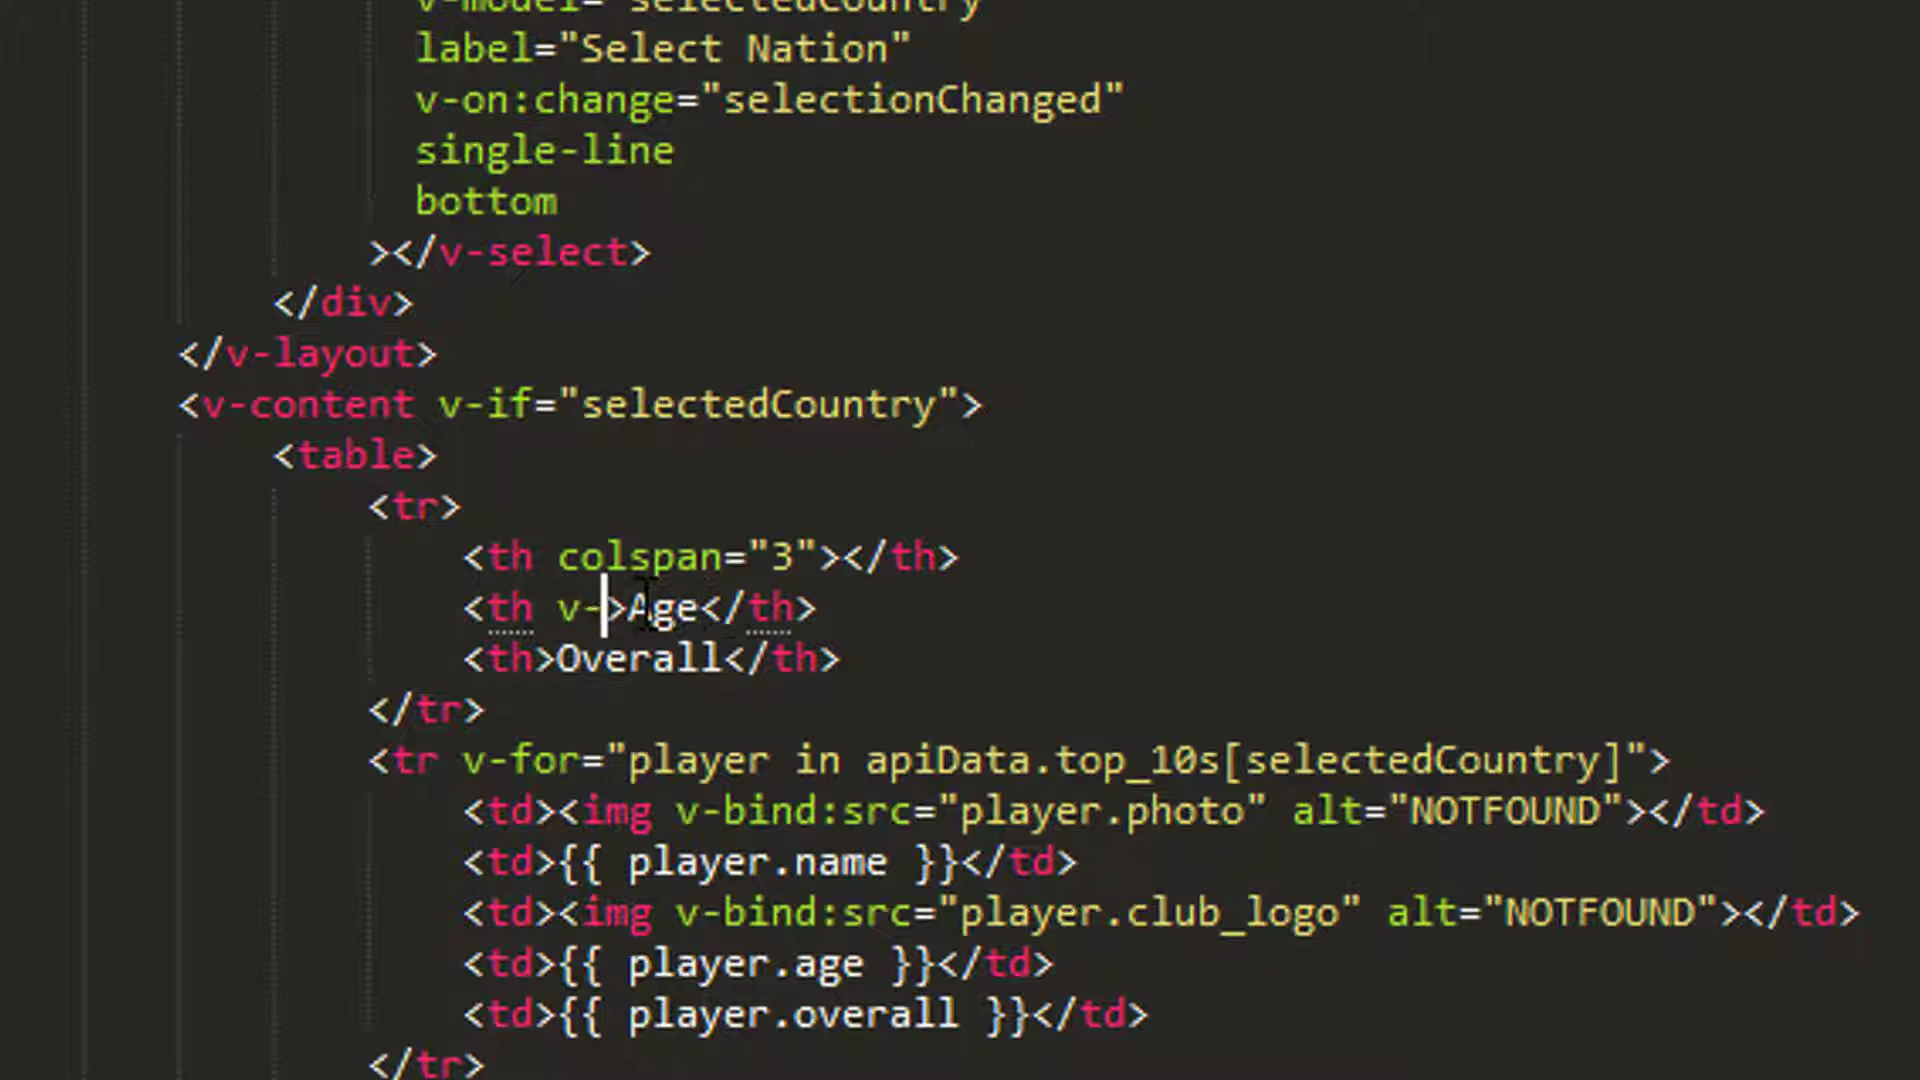 v-model="selectedCountry"
label="Select Nation"
v-on:change="selectionChanged"
single-line
bottom
></v-select>
</div>
</v-layout>
<v-content v-if="selectedCountry">
<table>
<tr>
<th colspan="3"></th>
<th v->Age</th>
<th>Overall</th>
</tr>
<tr v-for="player in apiData.top_10s[selectedCountry]">
<td><img v-bind:src="player.photo" alt="NOTFOUND"></td>
<td>{{ player.name }}</td>
<td><img v-bind:src="player.club_logo" alt="NOTFOUND"></td>
<td>{{ player.age }}</td>
<td>{{ player.overall }}</td>
</tr>